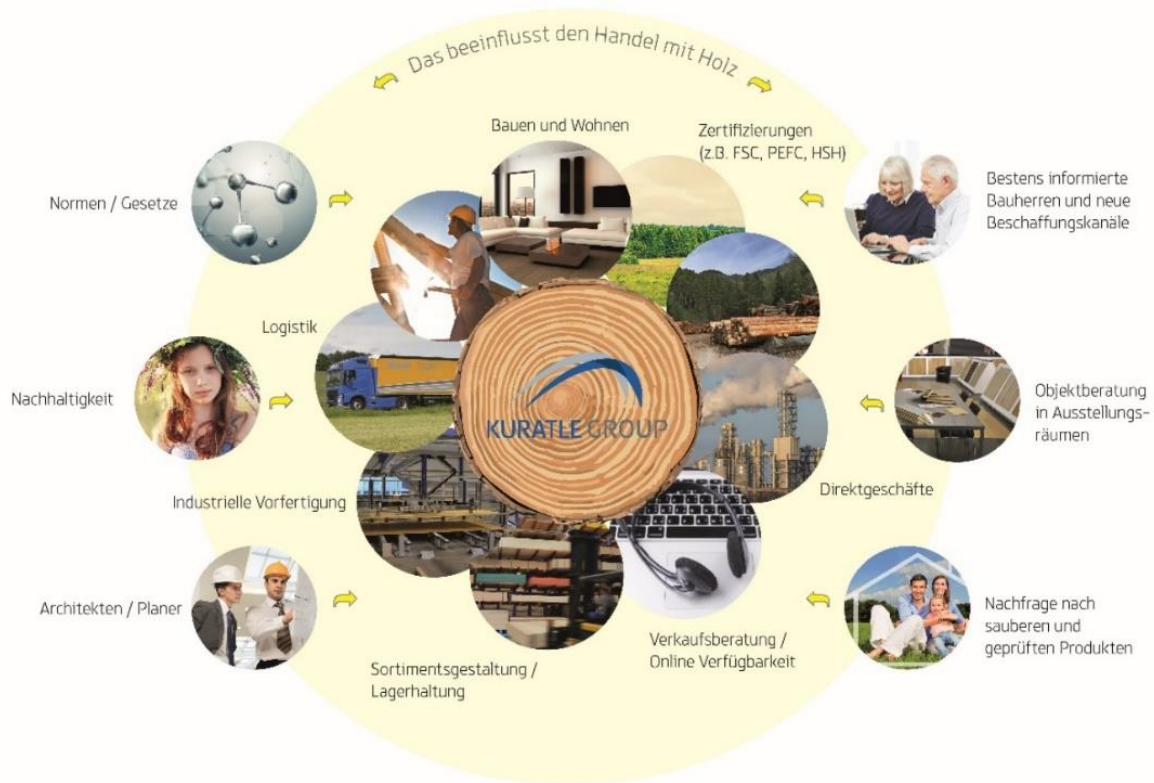 Das beeinflusst den Handel mit Holz
Bauen und Wohnen
Zertifizierungen
(z.B. FSC, PEFC, HSH)
Normen / Gesetze
Bestens informierte
Bauherren und neue
Beschaffungskanäle
Logistik
Nachhaltigkeit
Objektberatung
in Ausstellungs-
räumen
KURATLE GROUP
Industrielle Vorfertigung
Direktgeschäfte
Architekten / Planer
Nachfrage nach
sauberen und
geprüften Produkten
Verkaufsberatung /
Online Verfügbarkeit
Sortimentsgestaltung /
Lagerhaltung